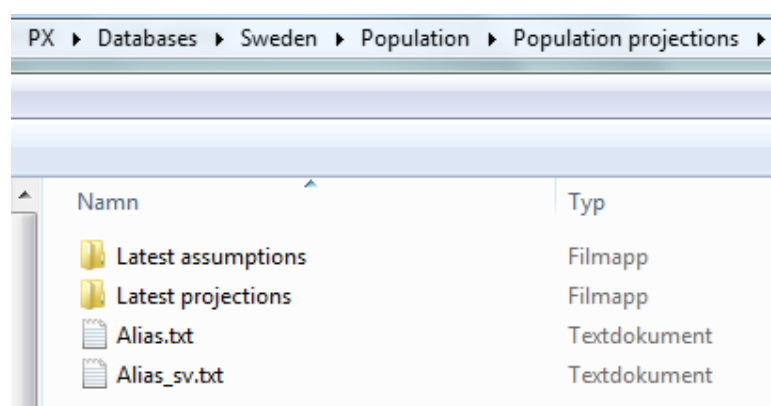 PX ▸ Databases ▸ Sweden ▸ Population ▸ Population projections ▸
Namn Typ
Latest assumptions Filmapp
Latest projections Filmapp
Alias.txt Textdokument
Alias_sv.txt Textdokument